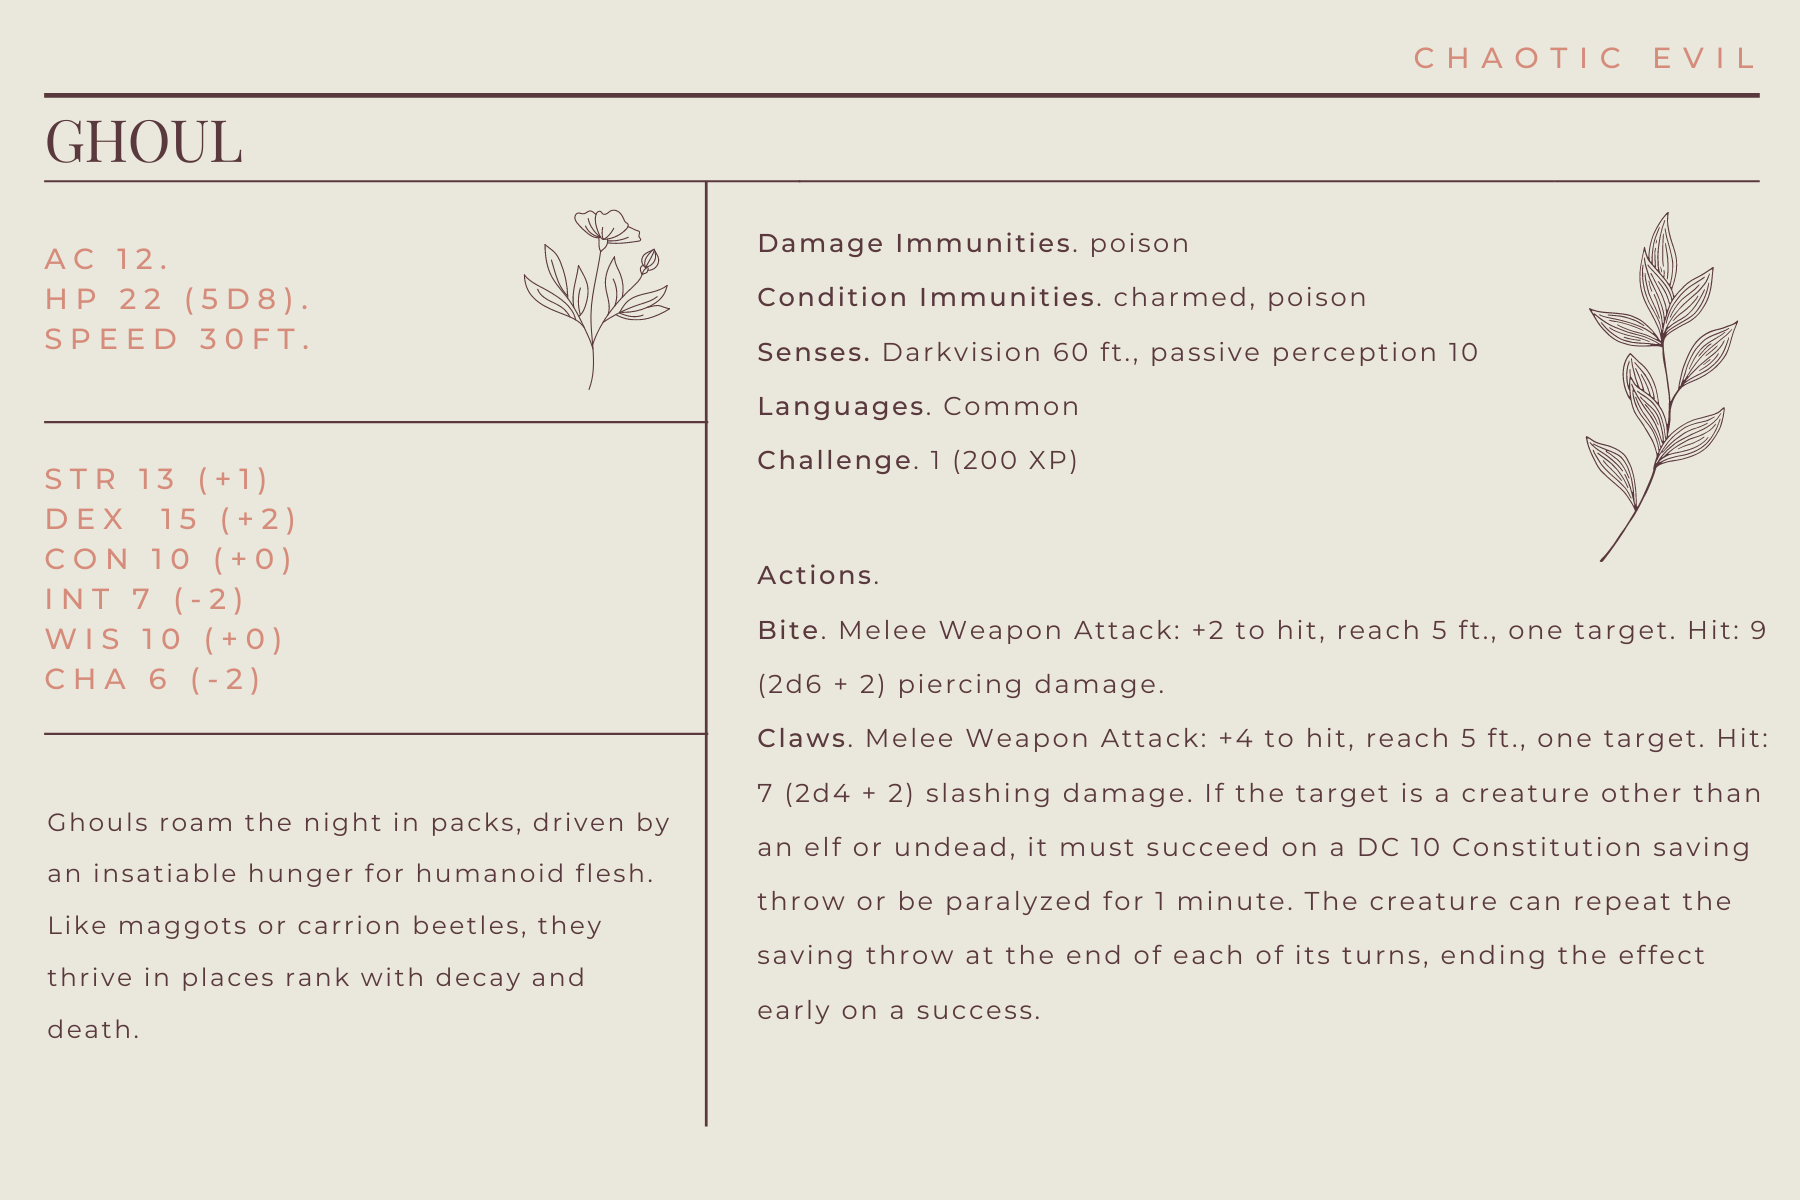 CHAOTIC EVIL
GHOUL
AC 12.
HP 22 (5D8).
SPEED 30FT.
STR 13 (+1)
DEX  15 (+2)
CON 10 (+0)
INT 7 (-2)
WIS 10 (+0)
CHA 6 (-2)
Ghouls roam the night in packs, driven by
an insatiable hunger for humanoid flesh.
Like maggots or carrion beetles, they
thrive in places rank with decay and
death.
Damage Immunities. poison
Condition Immunities. charmed, poison
Senses. Darkvision 60 ft., passive perception 10
Languages. Common
Challenge. 1 (200 XP)
Actions.
Bite. Melee Weapon Attack: +2 to hit, reach 5 ft., one target. Hit: 9
(2d6 + 2) piercing damage.
Claws. Melee Weapon Attack: +4 to hit, reach 5 ft., one target. Hit:
7 (2d4 + 2) slashing damage. If the target is a creature other than
an elf or undead, it must succeed on a DC 10 Constitution saving
throw or be paralyzed for 1 minute. The creature can repeat the
saving throw at the end of each of its turns, ending the effect
early on a success.